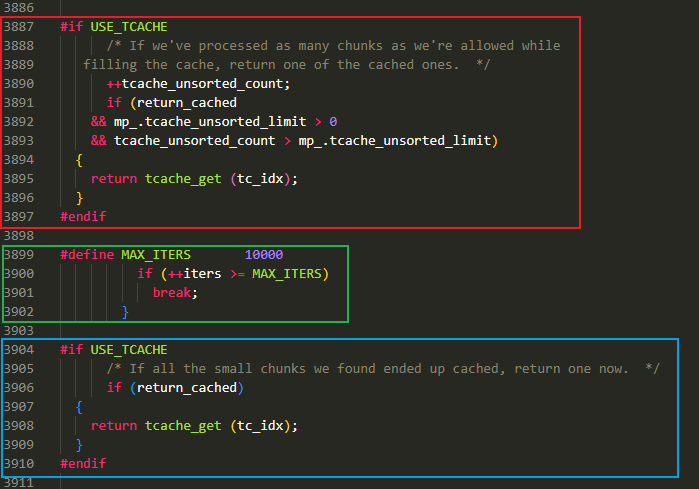 3886
3887 #if USE_TCACHE
3888 /* If we've processed as many chunks as we're allowed while
3889 filling the cache, return one of the cached ones.  */
3890 ++tcache_unsorted_count;
3891 if (return_cached
3892 && mp_.tcache_unsorted_limit > 0
3893 && tcache_unsorted_count > mp_.tcache_unsorted_limit)
3894 {
3895 return tcache_get (tc_idx);
3896 }
3897 #endif
3898
3899 #define MAX_ITERS       10000
3900 if (++iters >= MAX_ITERS)
3901 break;
3902 }
3903
3904 #if USE_TCACHE
3905 /* If all the small chunks we found ended up cached, return one now.  */
3906 if (return_cached)
3907 {
3908 return tcache_get (tc_idx);
3909 }
3910 #endif
3911